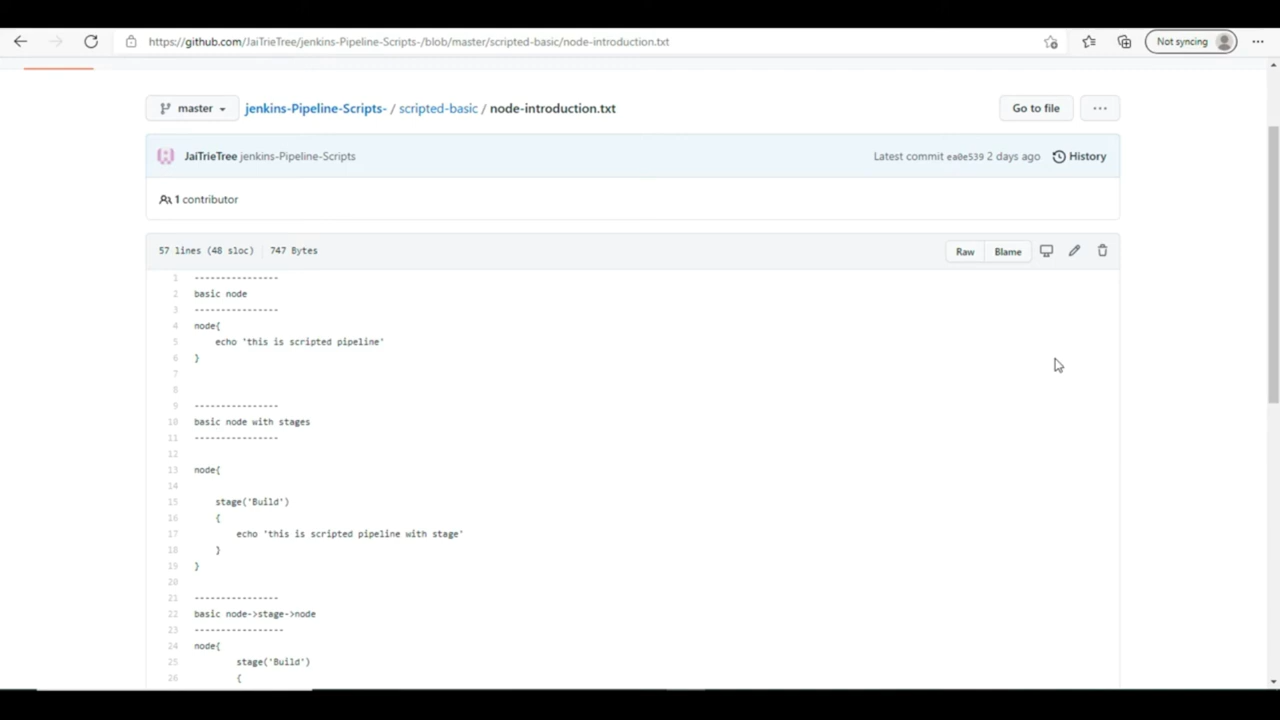 https://github.com/JaiTrieTree/jenkins-Pipeline-Scripts-/blob/master/scripted-basic/node-introduction.txt
Not syncing
master
jenkins-Pipeline-Scripts- / scripted-basic / node-introduction.txt
Go to file
JaiTrieTree jenkins-Pipeline-Scripts
Latest commit ea0e539 2 days ago
History
1 contributor
57 lines (48 sloc) 747 Bytes
Raw
Blame
1 ----------------
2 basic node
3 ----------------
4 node{
5 echo 'this is scripted pipeline'
6 }
7
8
9 ----------------
10 basic node with stages
11 ----------------
12
13 node{
14
15 stage('Build')
16 {
17 echo 'this is scripted pipeline with stage'
18 }
19 }
20
21 ----------------
22 basic node->stage->node
23 -----------------
24 node{
25 stage('Build')
26 {